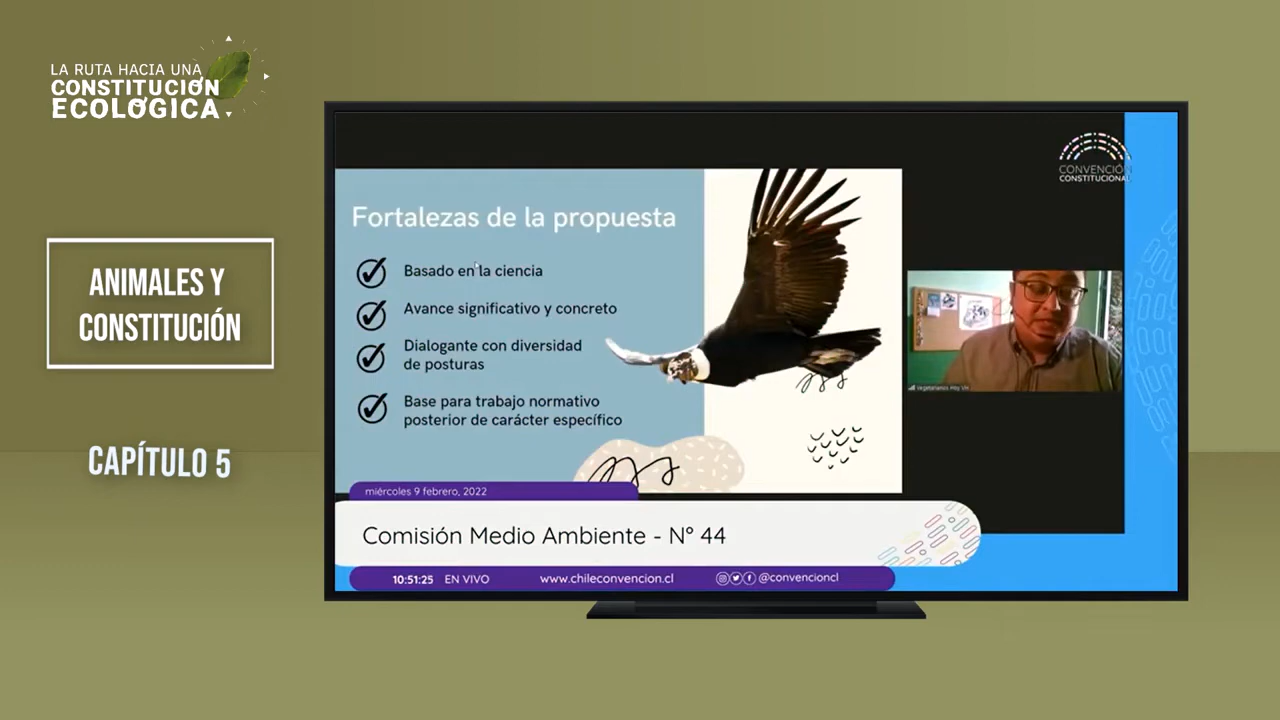 LA RUTA HACIA UNA
CONSTITUCIÓN
ECOLÓGICA
ANIMALES Y
CONSTITUCIÓN
CAPÍTULO 5
CONVENCIÓN
CONSTITUCIONAL
Fortalezas de la propuesta
Basado en la ciencia
Avance significativo y concreto
Dialogante con diversidad
de posturas
Base para trabajo normativo
posterior de carácter específico
Vegetarianos Hoy
miércoles 9 febrero, 2022
Comisión Medio Ambiente - N° 44
10:51:25 EN VIVO www.chileconvencion.cl @convencioncl